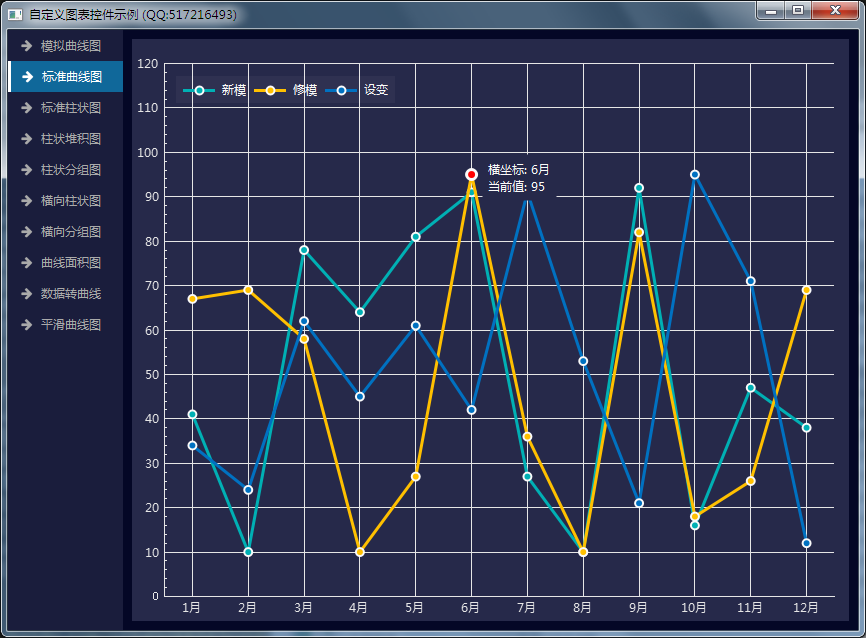 自定义图表控件示例 (QQ:517216493)
模拟曲线图
标准曲线图
标准柱状图
柱状堆积图
柱状分组图
横向柱状图
横向分组图
曲线面积图
数据转曲线
平滑曲线图
新模 修模 设变
横坐标: 6月
当前值: 95
120
110
100
90
80
70
60
50
40
30
20
10
0
1月 2月 3月 4月 5月 6月 7月 8月 9月 10月 11月 12月